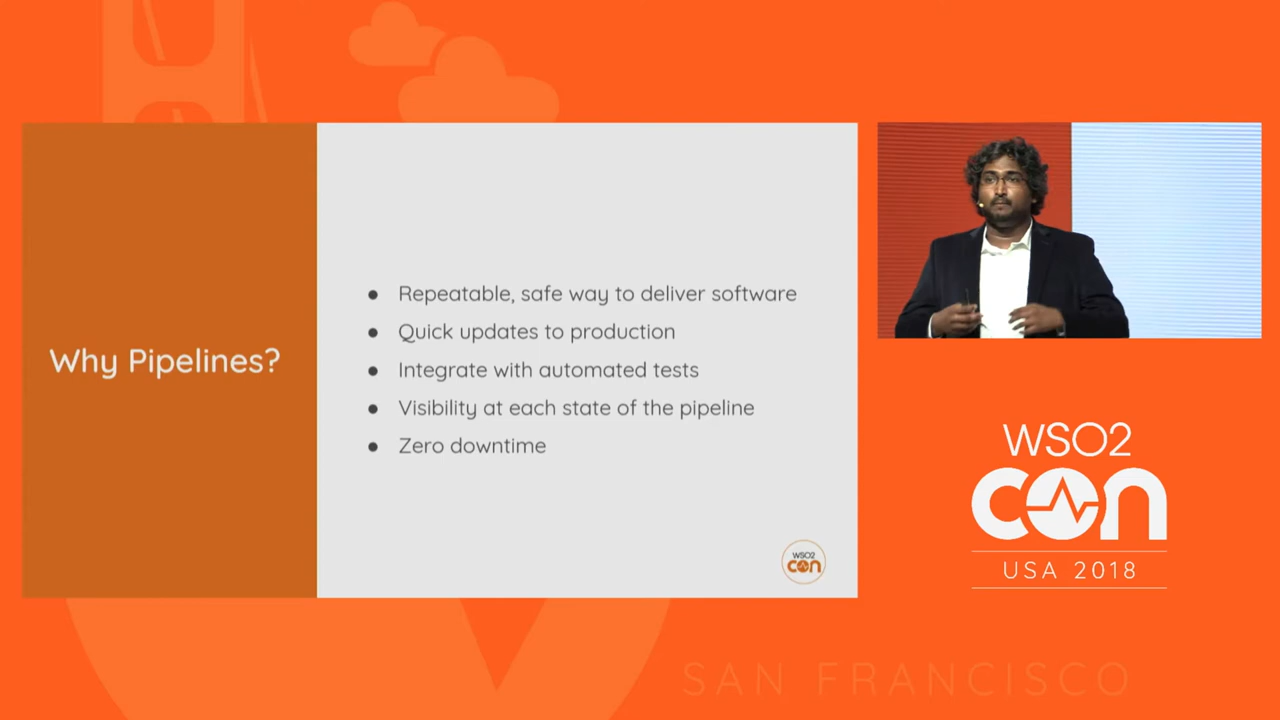 Why Pipelines?
● Repeatable, safe way to deliver software
● Quick updates to production
● Integrate with automated tests
● Visibility at each state of the pipeline
● Zero downtime
WSO2
con
WSO2
con
USA 2018
SAN FRANCISCO